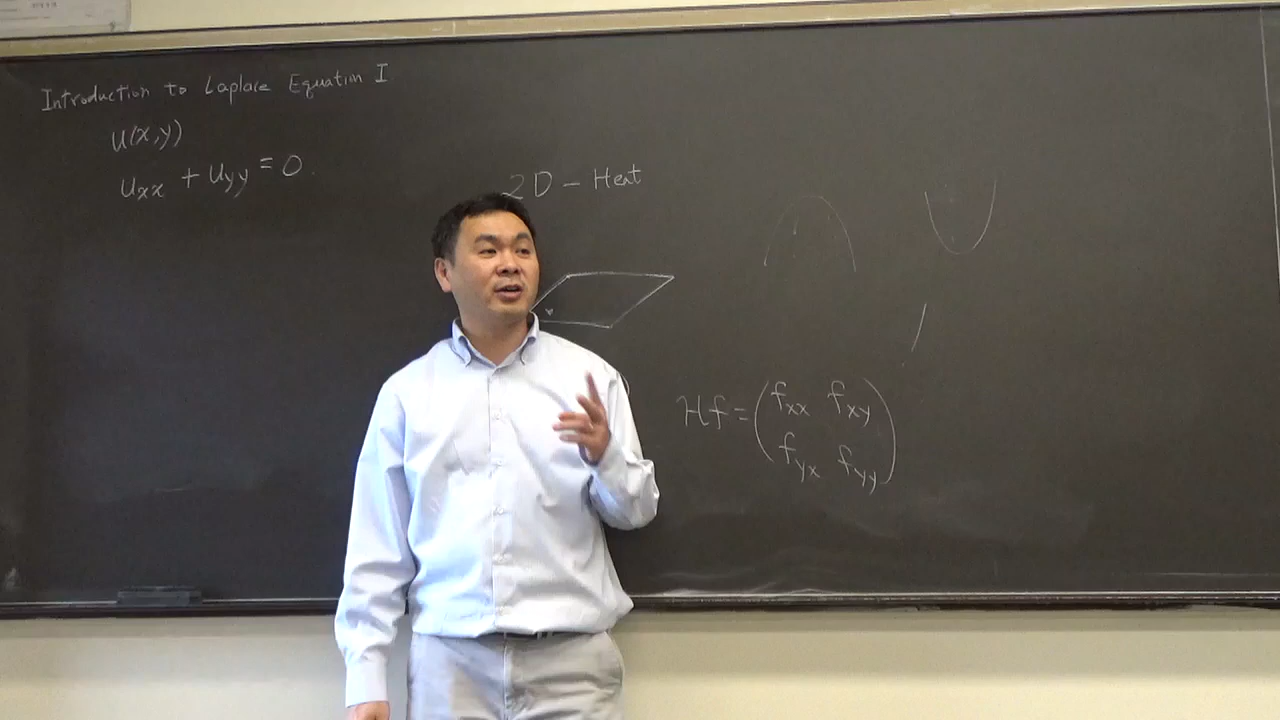 Introduction to Laplace Equation I
u(x,y)
uxx + uyy = 0.
2D - Heat
Hf = ( fxx fxy
fyx fyy )